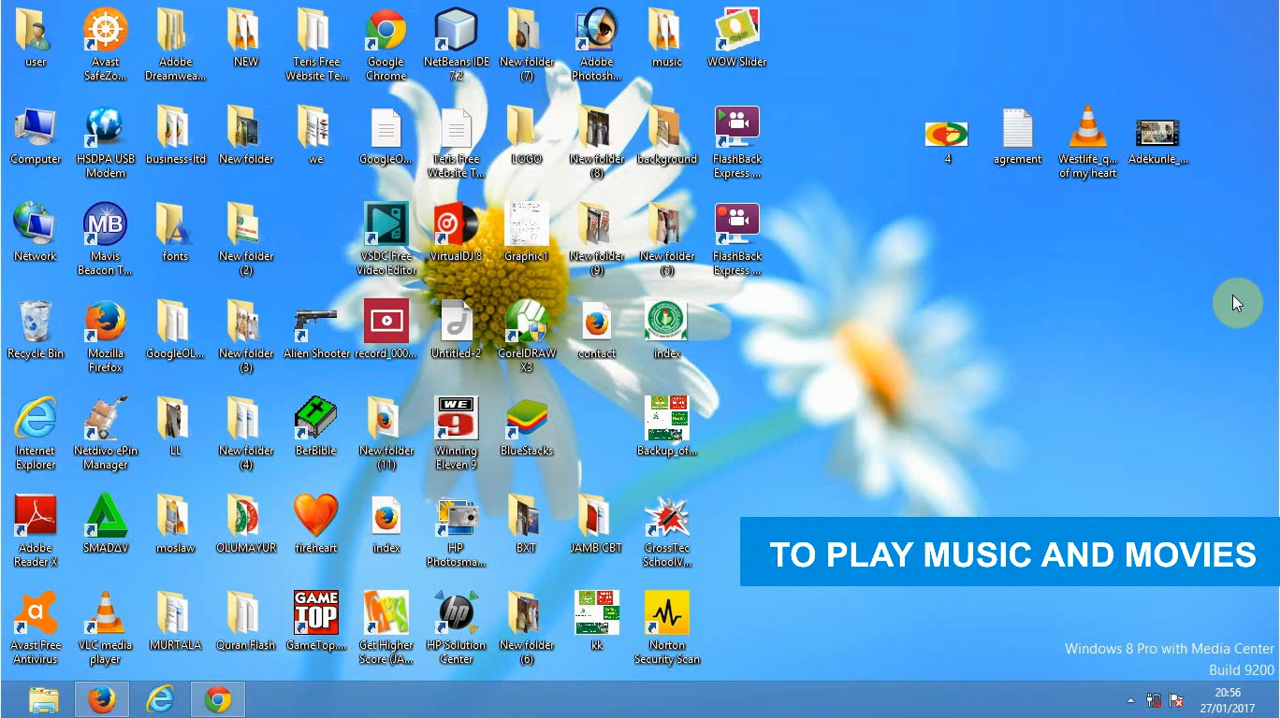 user
Avast
SafeZo...
Adobe
Dreamwea...
NEW
Teris Free
Website Te...
Google
Chrome
NetBeans IDE
7.2
New folder
(7)
Adobe
Photosh...
music
WOW Slider
Computer
HSDPA USB
Modem
business-ltd
New folder
we
GoogleO...
Teris Free
Website T...
LOGO
New folder
(8)
background
FlashBack
Express ...
4
agrement
Westlife_q...
of my heart
Adekunle_...
Network
MB
Mavis
Beacon T...
fonts
New folder
(2)
VSDC Free
Video Editor
VirtualDJ 8
Graphic1
New folder
(9)
New folder
(5)
FlashBack
Express ...
Recycle Bin
Mozilla
Firefox
GoogleOL...
New folder
(3)
Alien Shooter
record_000...
Untitled-2
CorelDRAW
X3
contact
index
Internet
Explorer
Netdivo ePin
Manager
LL
New folder
(4)
BerBible
New folder
(11)
WE
9
Winning
Eleven 9
BlueStacks
Backup_of...
Adobe
Reader X
SMADΔV
moslaw
OLUMAYUR
fireheart
index
HP
Photosma...
BXT
JAMB CBT
CrossTec
SchoolV...
TO PLAY MUSIC AND MOVIES
Avast Free
Antivirus
VLC media
player
MURTALA
Quran Flash
GAME
TOP
GameTop....
Get Higher
Score (JA...
hp
HP Solution
Center
New folder
(6)
kk
Norton
Security Scan
Windows 8 Pro with Media Center
Build 9200
20:56
27/01/2017